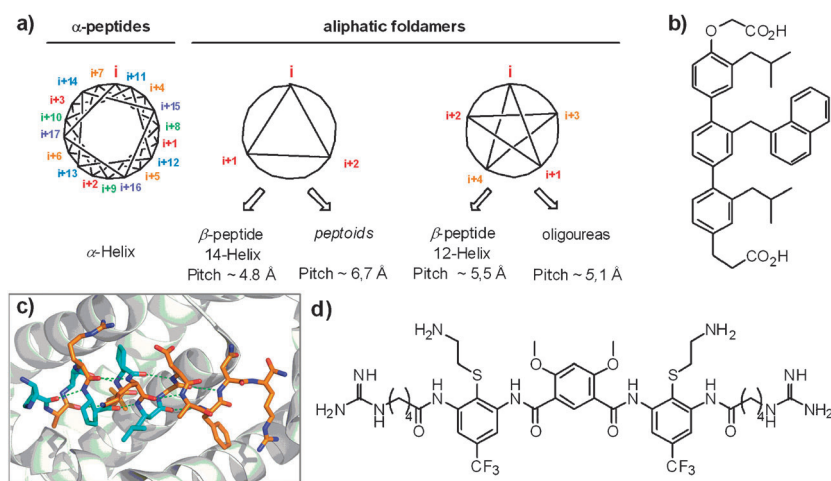 a)
α-peptides
aliphatic foldamers
i+7 i i+11
i+14 i+4
i+3 i+15
i+10 i+8
i+17 i+1
i+6 i+12
i+13 i+5
i+2 i+9 i+16
i
i+1 i+2
i
i+2 i+3
i+4 i+1
α-Helix
β-peptide
14-Helix
Pitch ~ 4.8 Å
peptoids
Pitch ~ 6,7 Å
β-peptide
12-Helix
Pitch ~ 5,5 Å
oligoureas
Pitch ~ 5,1 Å
b)
O CO₂H
CO₂H
c)
d)
H₂N NH₂
O O
NH S H N H N H N S H N NH
H₂N N H 4 O O O O 4 N H NH₂
CF₃ CF₃